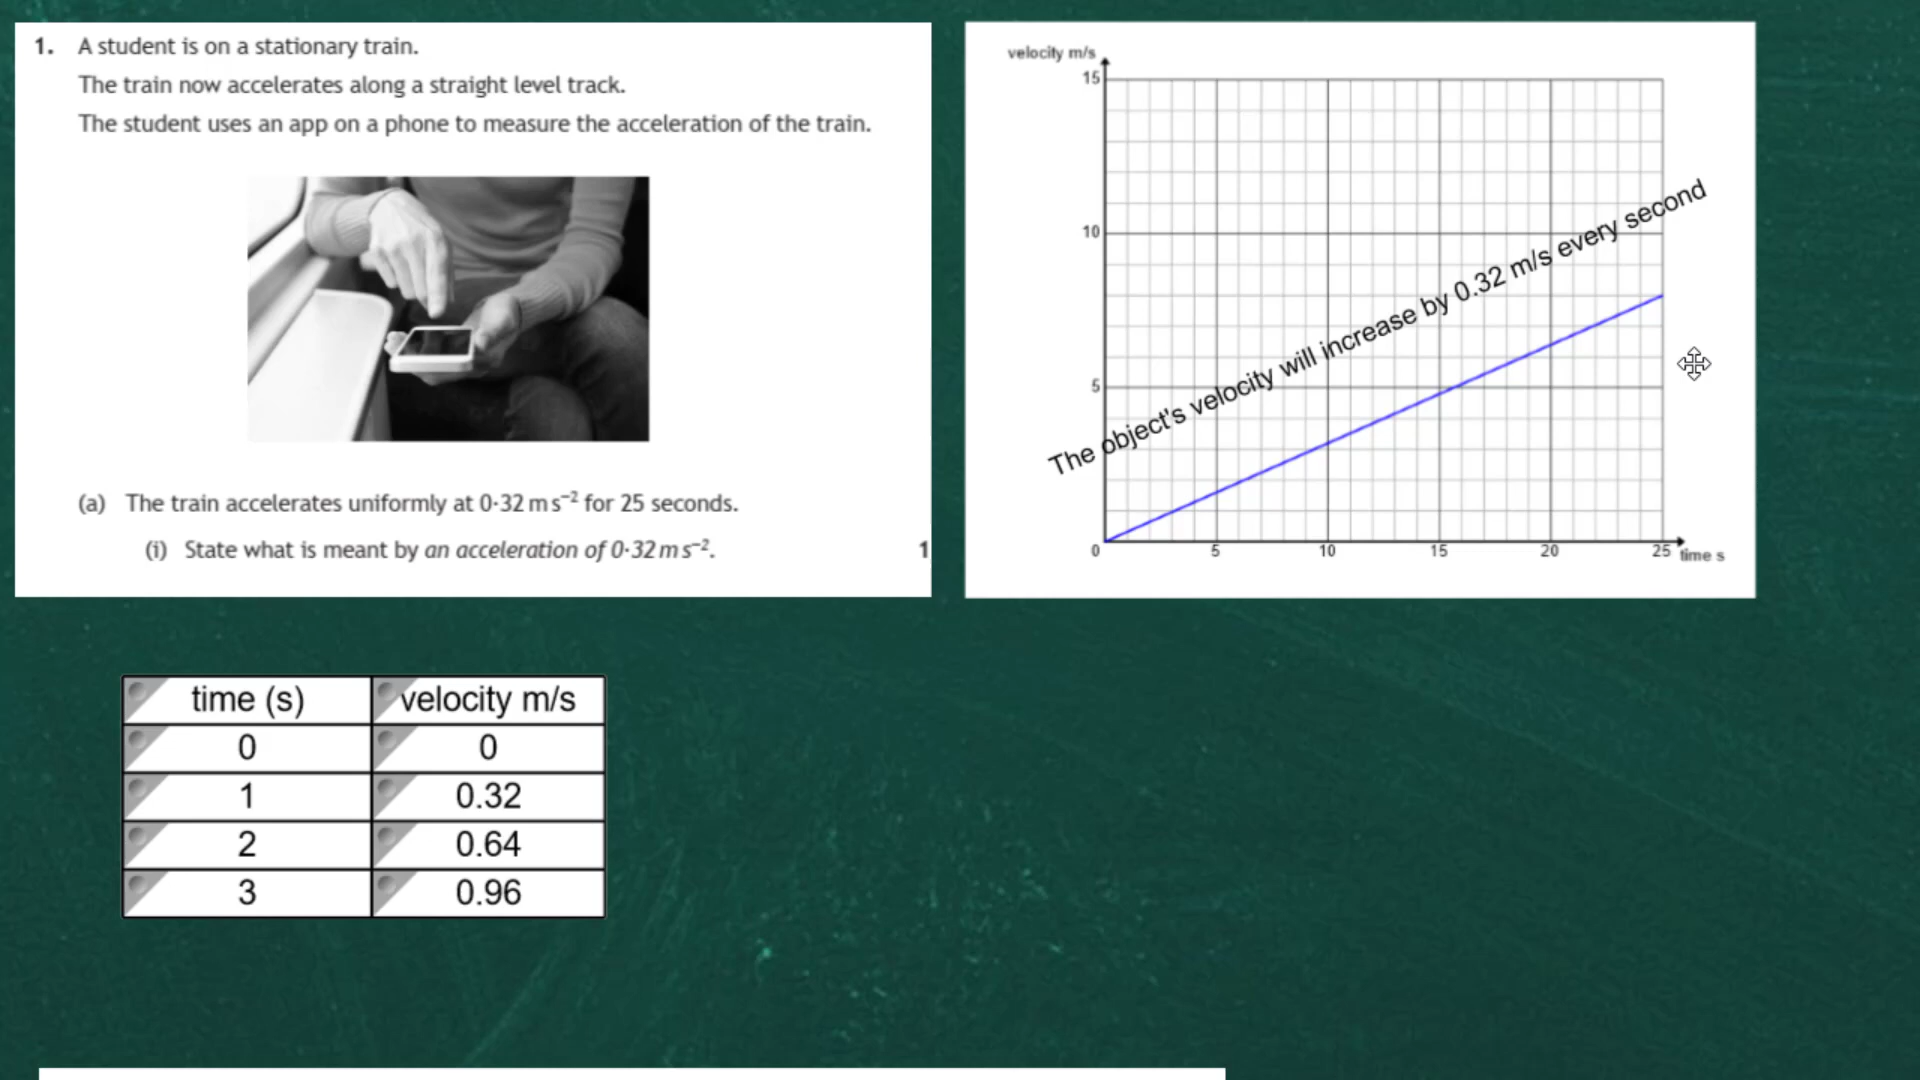 1. A student is on a stationary train.
The train now accelerates along a straight level track.
The student uses an app on a phone to measure the acceleration of the train.
(a) The train accelerates uniformly at 0·32 m s⁻² for 25 seconds.
(i) State what is meant by an acceleration of 0·32 m s⁻². 1
velocity m/s
15
10
5
0 5 10 15 20 25 time s
The object's velocity will increase by 0.32 m/s every second
time (s) velocity m/s
0 0
1 0.32
2 0.64
3 0.96